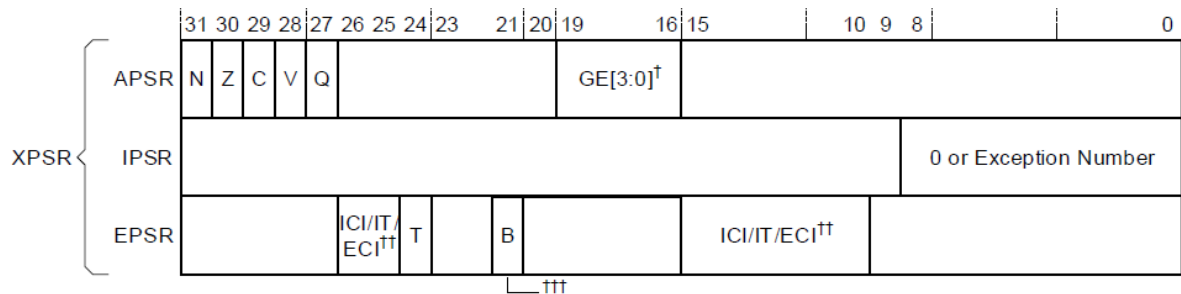 31 30 29 28 27 26 25 24 23 21 20 19 16 15 10 9 8 0
APSR N Z C V Q GE[3:0]†
XPSR IPSR 0 or Exception Number
EPSR ICI/IT/ T B ICI/IT/ECI††
ECI††
†††